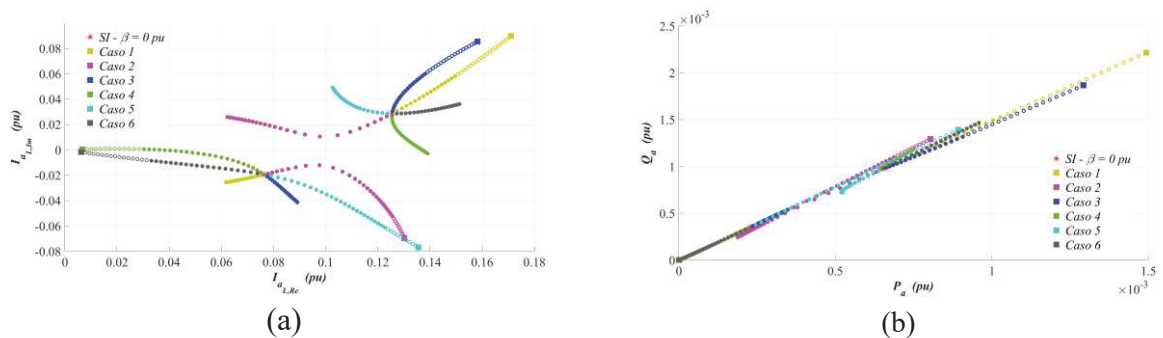 0.08
0.06
0.04
0.02
0
-0.02
-0.04
-0.06
-0.08
I a L,Im (pu)
SI - β = 0 pu
Caso 1
Caso 2
Caso 3
Caso 4
Caso 5
Caso 6
0 0.02 0.04 0.06 0.08 0.10 0.12 0.14 0.16 0.18
I a L,Re (pu)
(a)
×10⁻³
2.5
2
1.5
1
0.5
0
Q a (pu)
SI - β = 0 pu
Caso 1
Caso 2
Caso 3
Caso 4
Caso 5
Caso 6
0 0.5 1 1.5
P a (pu)
×10⁻³
(b)